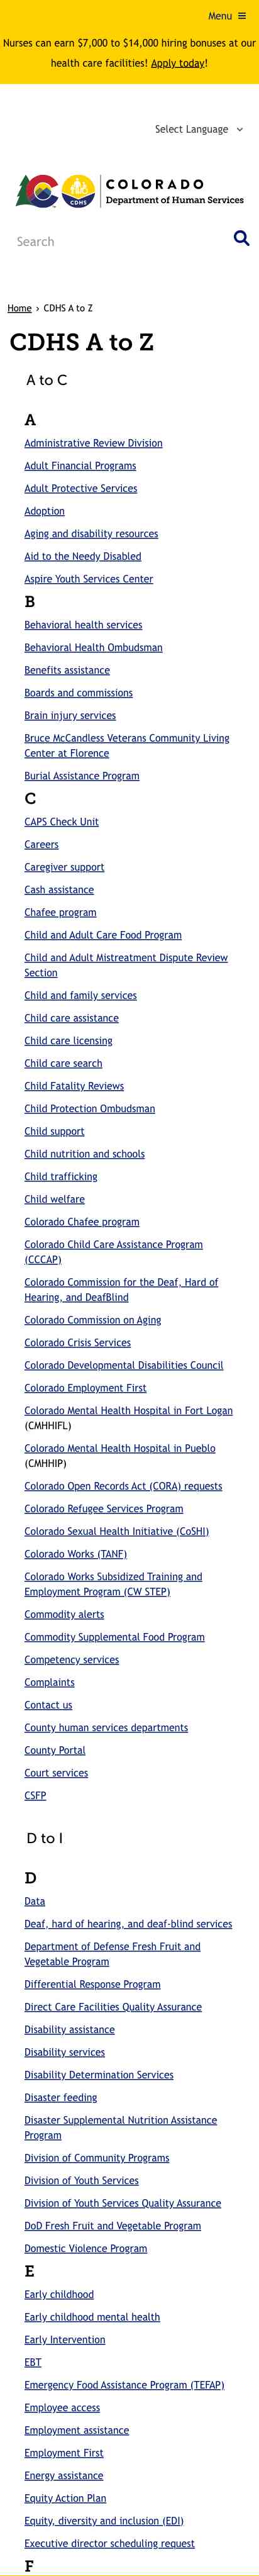 Menu
Nurses can earn $7,000 to $14,000 hiring bonuses at our
health care facilities! Apply today!
Select Language
CDHS
COLORADO
Department of Human Services
Search
Home › CDHS A to Z
CDHS A to Z
A to C
A
Administrative Review Division
Adult Financial Programs
Adult Protective Services
Adoption
Aging and disability resources
Aid to the Needy Disabled
Aspire Youth Services Center
B
Behavioral health services
Behavioral Health Ombudsman
Benefits assistance
Boards and commissions
Brain injury services
Bruce McCandless Veterans Community Living
Center at Florence
Burial Assistance Program
C
CAPS Check Unit
Careers
Caregiver support
Cash assistance
Chafee program
Child and Adult Care Food Program
Child and Adult Mistreatment Dispute Review
Section
Child and family services
Child care assistance
Child care licensing
Child care search
Child Fatality Reviews
Child Protection Ombudsman
Child support
Child nutrition and schools
Child trafficking
Child welfare
Colorado Chafee program
Colorado Child Care Assistance Program
(CCCAP)
Colorado Commission for the Deaf, Hard of
Hearing, and DeafBlind
Colorado Commission on Aging
Colorado Crisis Services
Colorado Developmental Disabilities Council
Colorado Employment First
Colorado Mental Health Hospital in Fort Logan
(CMHHIFL)
Colorado Mental Health Hospital in Pueblo
(CMHHIP)
Colorado Open Records Act (CORA) requests
Colorado Refugee Services Program
Colorado Sexual Health Initiative (CoSHI)
Colorado Works (TANF)
Colorado Works Subsidized Training and
Employment Program (CW STEP)
Commodity alerts
Commodity Supplemental Food Program
Competency services
Complaints
Contact us
County human services departments
County Portal
Court services
CSFP
D to I
D
Data
Deaf, hard of hearing, and deaf-blind services
Department of Defense Fresh Fruit and
Vegetable Program
Differential Response Program
Direct Care Facilities Quality Assurance
Disability assistance
Disability services
Disability Determination Services
Disaster feeding
Disaster Supplemental Nutrition Assistance
Program
Division of Community Programs
Division of Youth Services
Division of Youth Services Quality Assurance
DoD Fresh Fruit and Vegetable Program
Domestic Violence Program
E
Early childhood
Early childhood mental health
Early Intervention
EBT
Emergency Food Assistance Program (TEFAP)
Employee access
Employment assistance
Employment First
Energy assistance
Equity Action Plan
Equity, diversity and inclusion (EDI)
Executive director scheduling request
F